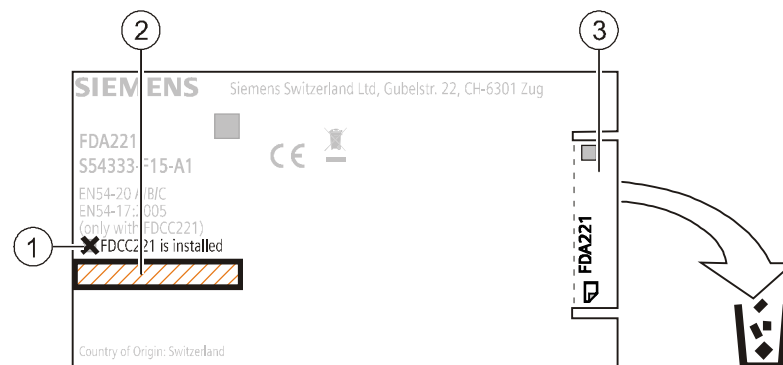 2
3
SIEMENS
Siemens Switzerland Ltd, Gubelstr. 22, CH-6301 Zug
FDA221
S54333-F15-A1
CE
EN54-20 A/B/C
EN54-17:2005
(only with FDCC221)
1
FDCC221 is installed
FDA221
Country of Origin: Switzerland